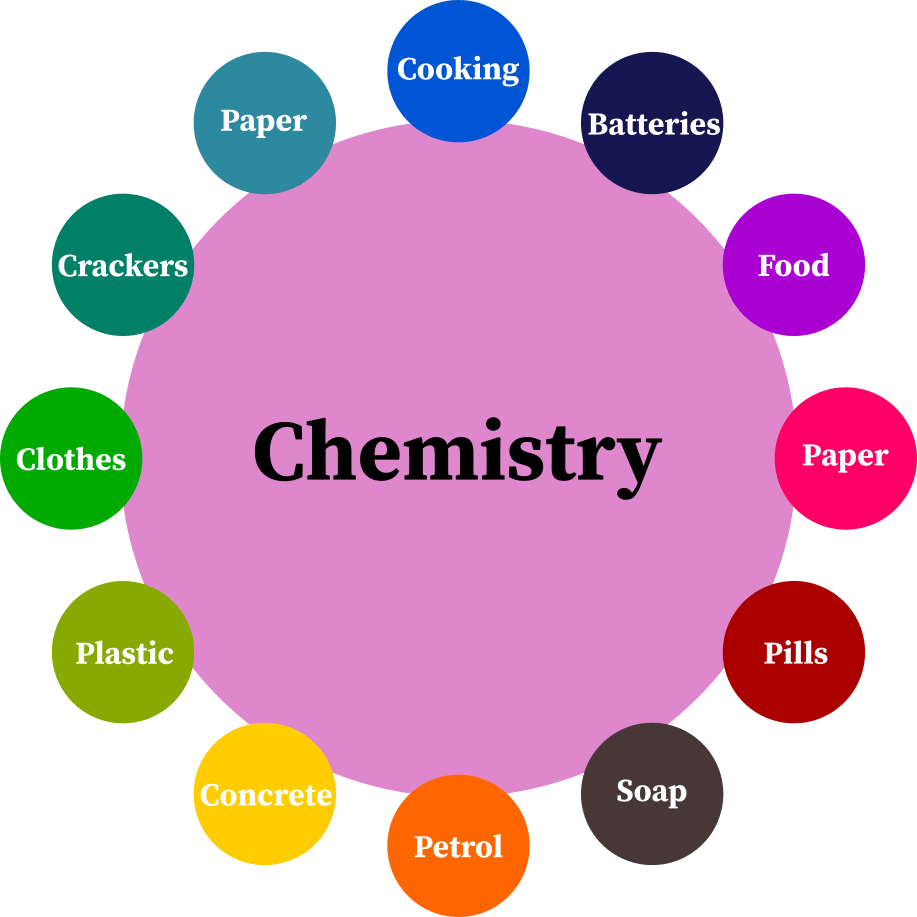 Cooking
Paper
Batteries
Crackers
Food
Chemistry
Clothes
Paper
Plastic
Pills
Concrete
Soap
Petrol